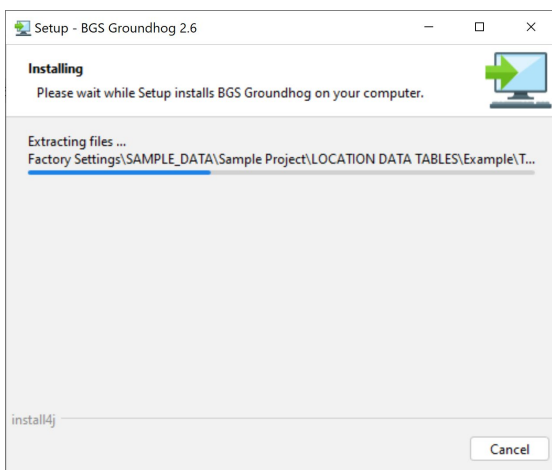 Setup - BGS Groundhog 2.6
Installing
Please wait while Setup installs BGS Groundhog on your computer.
Extracting files ...
Factory Settings\SAMPLE_DATA\Sample Project\LOCATION DATA TABLES\Example\T...
install4j
Cancel